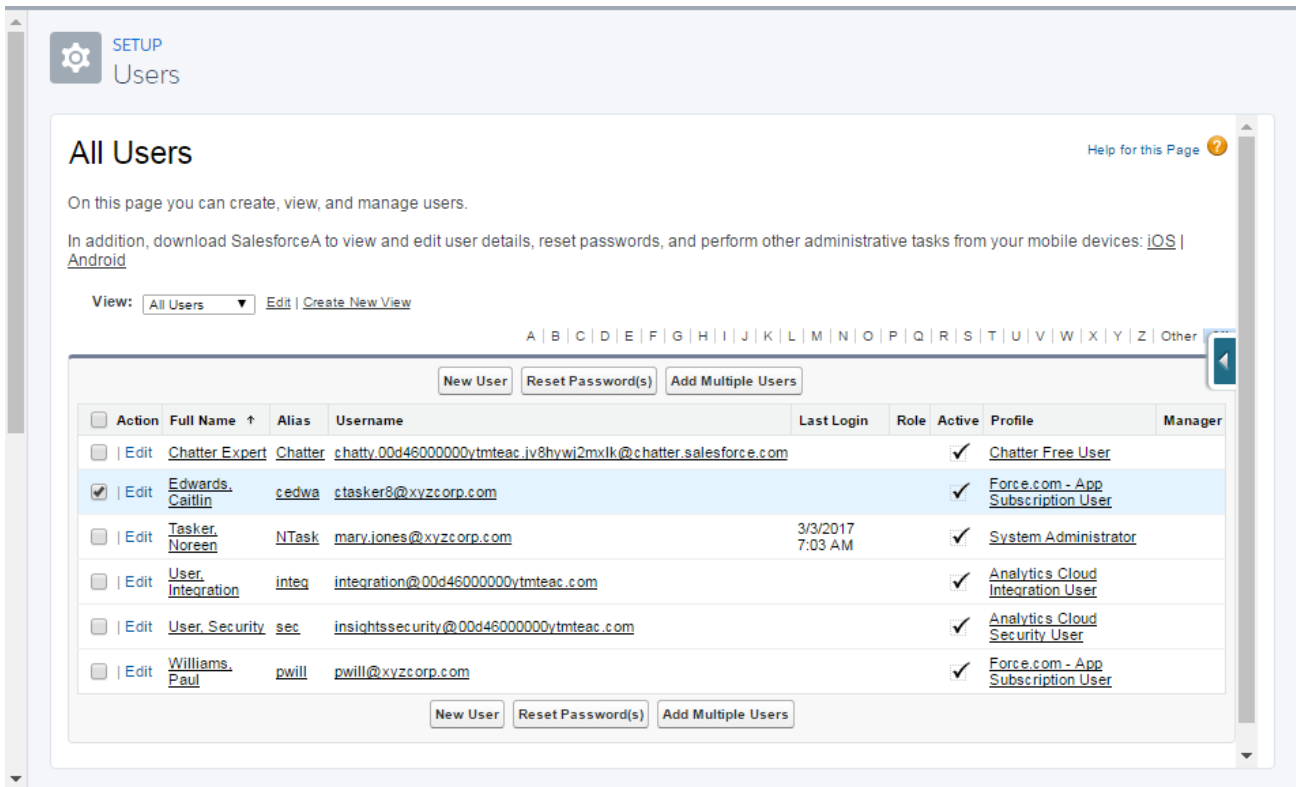 SETUP
Users
All Users
Help for this Page ?
On this page you can create, view, and manage users.
In addition, download SalesforceA to view and edit user details, reset passwords, and perform other administrative tasks from your mobile devices: iOS |
Android
View: All Users Edit | Create New View
A | B | C | D | E | F | G | H | I | J | K | L | M | N | O | P | Q | R | S | T | U | V | W | X | Y | Z | Other
New User Reset Password(s) Add Multiple Users
Action Full Name ↑ Alias Username Last Login Role Active Profile Manager
| Edit Chatter Expert Chatter chatty.00d46000000ytmteac.jv8hywj2mxlk@chatter.salesforce.com Chatter Free User
| Edit Edwards, Caitlin cedwa ctasker8@xyzcorp.com Force.com - App Subscription User
| Edit Tasker, Noreen NTask mary.jones@xyzcorp.com 3/3/2017 7:03 AM System Administrator
| Edit User, Integration integ integration@00d46000000ytmteac.com Analytics Cloud Integration User
| Edit User, Security sec insightssecurity@00d46000000ytmteac.com Analytics Cloud Security User
| Edit Williams, Paul pwill pwill@xyzcorp.com Force.com - App Subscription User
New User Reset Password(s) Add Multiple Users